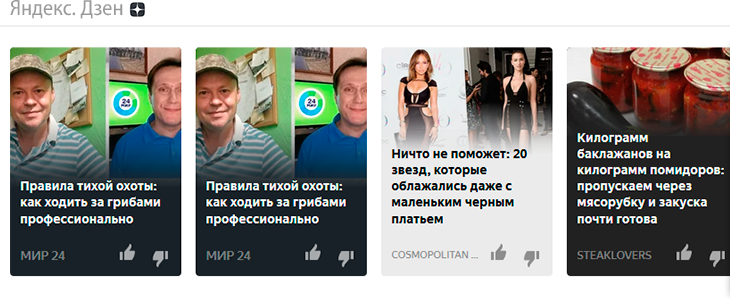 Яндекс. Дзен
24
Правила тихой охоты:
как ходить за грибами
профессионально
МИР 24
24
Правила тихой охоты:
как ходить за грибами
профессионально
МИР 24
Ничто не поможет: 20
звезд, которые
облажались даже с
маленьким черным
платьем
COSMOPOLITAN ...
Килограмм
баклажанов на
килограмм помидоров:
пропускаем через
мясорубку и закуска
почти готова
STEAKLOVERS